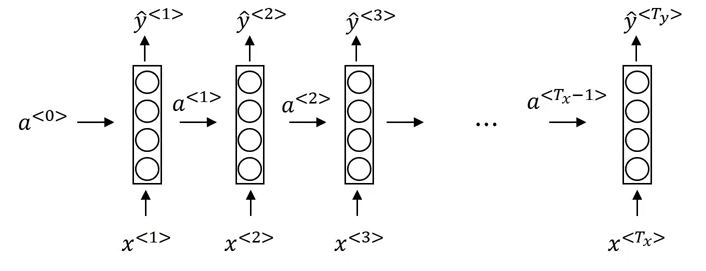 ŷ<1> ŷ<2> ŷ<3> ŷ<Ty>
a<0> a<1> a<2> ... a<Tx−1>
x<1> x<2> x<3> x<Tx>